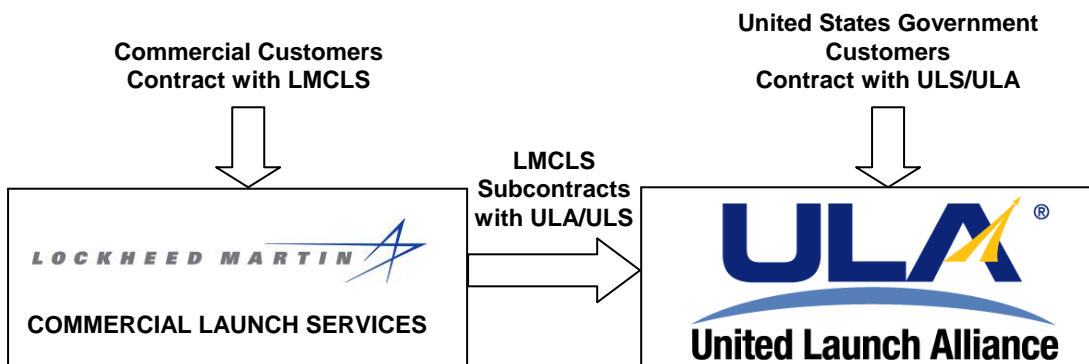 Commercial Customers
Contract with LMCLS
United States Government
Customers
Contract with ULS/ULA
LMCLS
Subcontracts
with ULA/ULS
LOCKHEED MARTIN
COMMERCIAL LAUNCH SERVICES
ULA®
United Launch Alliance